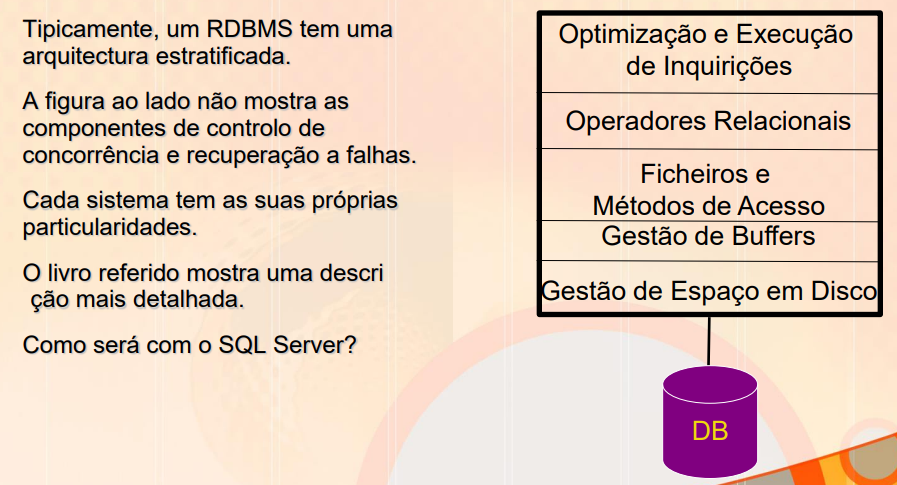 Tipicamente, um RDBMS tem uma
arquitectura estratificada.
A figura ao lado não mostra as
componentes de controlo de
concorrência e recuperação a falhas.
Cada sistema tem as suas próprias
particularidades.
O livro referido mostra uma descri
ção mais detalhada.
Como será com o SQL Server?
Optimização e Execução
de Inquirições
Operadores Relacionais
Ficheiros e
Métodos de Acesso
Gestão de Buffers
Gestão de Espaço em Disco
DB